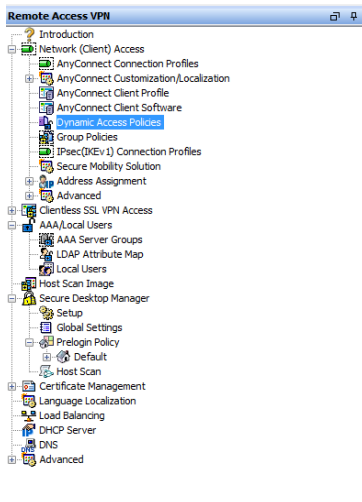 Remote Access VPN
Introduction
Network (Client) Access
AnyConnect Connection Profiles
AnyConnect Customization/Localization
AnyConnect Client Profile
AnyConnect Client Software
Dynamic Access Policies
Group Policies
IPsec(IKEv1) Connection Profiles
Secure Mobility Solution
Address Assignment
Advanced
Clientless SSL VPN Access
AAA/Local Users
AAA Server Groups
LDAP Attribute Map
Local Users
Host Scan Image
Secure Desktop Manager
Setup
Global Settings
Prelogin Policy
Default
Host Scan
Certificate Management
Language Localization
Load Balancing
DHCP Server
DNS
Advanced